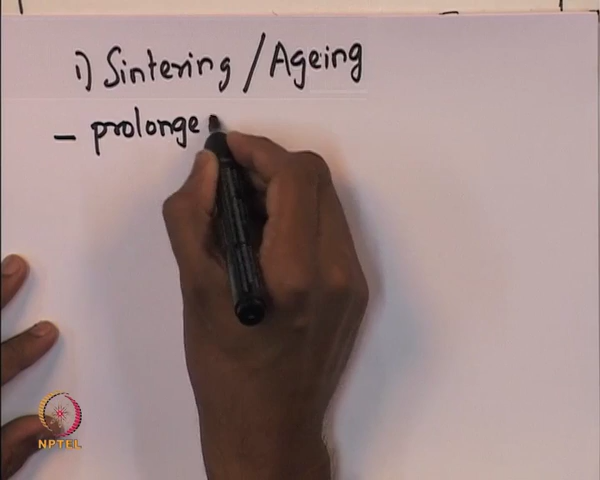 i) Sintering / Ageing
- prolonge
NPTEL